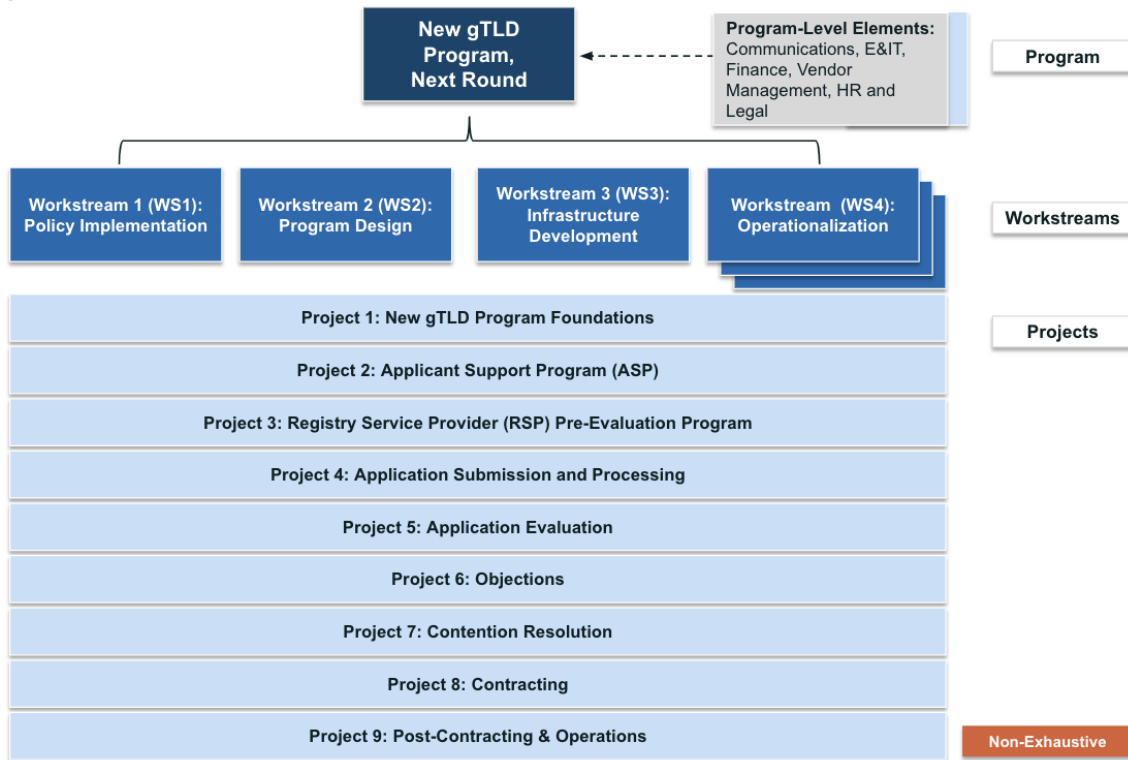 New gTLD
Program,
Next Round
Program-Level Elements:
Communications, E&IT,
Finance, Vendor
Management, HR and
Legal
Program
Workstream 1 (WS1):
Policy Implementation
Workstream 2 (WS2):
Program Design
Workstream 3 (WS3):
Infrastructure
Development
Workstream (WS4):
Operationalization
Workstreams
Project 1: New gTLD Program Foundations
Projects
Project 2: Applicant Support Program (ASP)
Project 3: Registry Service Provider (RSP) Pre-Evaluation Program
Project 4: Application Submission and Processing
Project 5: Application Evaluation
Project 6: Objections
Project 7: Contention Resolution
Project 8: Contracting
Project 9: Post-Contracting & Operations
Non-Exhaustive